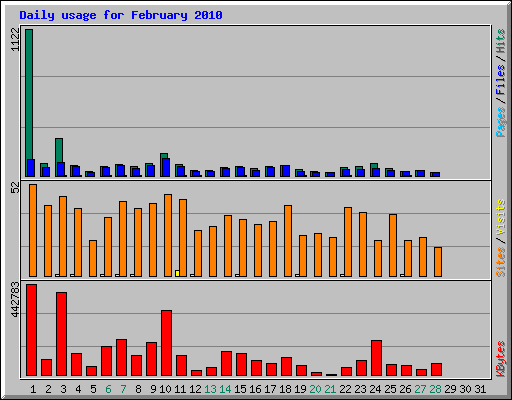 Daily usage for February 2010
1122
Pages / Files / Hits
52
Sites / Visits
442783
KBytes
1 2 3 4 5 6 7 8 9 10 11 12 13 14 15 16 17 18 19 20 21 22 23 24 25 26 27 28 29 30 31